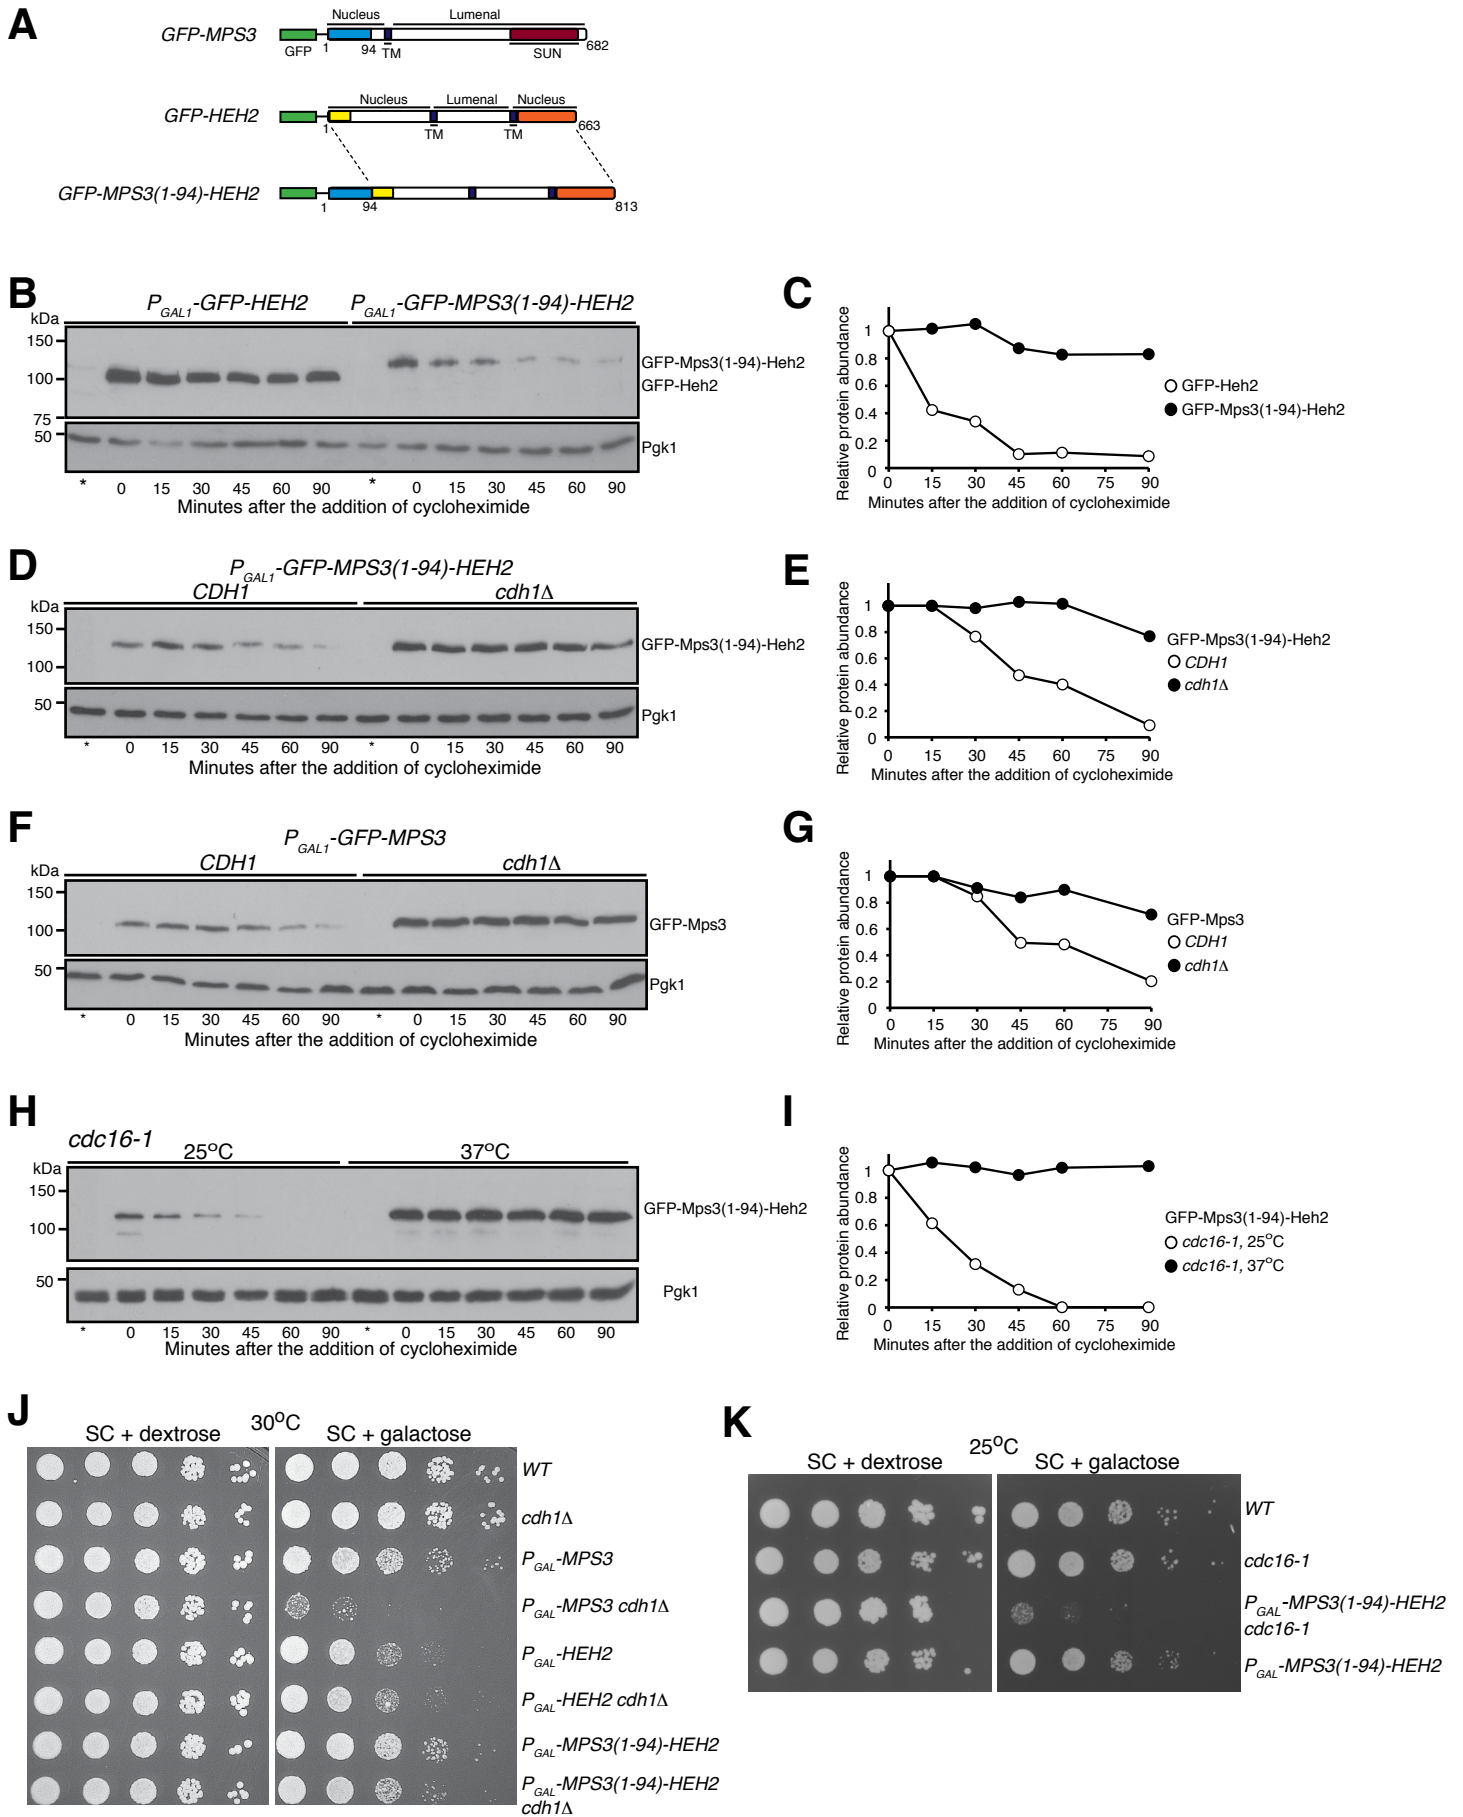 A
Nucleus Lumenal
GFP-MPS3
GFP 1 94 TM SUN 682
Nucleus Lumenal Nucleus
GFP-HEH2
1 TM TM 663
GFP-MPS3(1-94)-HEH2
1 94 813
B
P_GAL1-GFP-HEH2 P_GAL1-GFP-MPS3(1-94)-HEH2
kDa
150
100
75
50
GFP-Mps3(1-94)-Heh2
GFP-Heh2
Pgk1
* 0 15 30 45 60 90 * 0 15 30 45 60 90
Minutes after the addition of cycloheximide
C
Relative protein abundance
1
0.8
0.6
0.4
0.2
0
0 15 30 45 60 75 90
Minutes after the addition of cycloheximide
GFP-Heh2
GFP-Mps3(1-94)-Heh2
D
P_GAL1-GFP-MPS3(1-94)-HEH2
CDH1 cdh1Δ
kDa
150
100
50
GFP-Mps3(1-94)-Heh2
Pgk1
* 0 15 30 45 60 90 * 0 15 30 45 60 90
Minutes after the addition of cycloheximide
E
Relative protein abundance
1
0.8
0.6
0.4
0.2
0
0 15 30 45 60 75 90
Minutes after the addition of cycloheximide
GFP-Mps3(1-94)-Heh2
CDH1
cdh1Δ
F
P_GAL1-GFP-MPS3
CDH1 cdh1Δ
kDa
150
100
50
GFP-Mps3
Pgk1
* 0 15 30 45 60 90 * 0 15 30 45 60 90
Minutes after the addition of cycloheximide
G
Relative protein abundance
1
0.8
0.6
0.4
0.2
0
0 15 30 45 60 75 90
Minutes after the addition of cycloheximide
GFP-Mps3
CDH1
cdh1Δ
H
cdc16-1
25°C 37°C
kDa
150
100
50
GFP-Mps3(1-94)-Heh2
Pgk1
* 0 15 30 45 60 90 * 0 15 30 45 60 90
Minutes after the addition of cycloheximide
I
Relative protein abundance
1
0.8
0.6
0.4
0.2
0
0 15 30 45 60 75 90
Minutes after the addition of cycloheximide
GFP-Mps3(1-94)-Heh2
cdc16-1, 25°C
cdc16-1, 37°C
J
30°C
SC + dextrose SC + galactose
WT
cdh1Δ
P_GAL-MPS3
P_GAL-MPS3 cdh1Δ
P_GAL-HEH2
P_GAL-HEH2 cdh1Δ
P_GAL-MPS3(1-94)-HEH2
P_GAL-MPS3(1-94)-HEH2
cdh1Δ
K
25°C
SC + dextrose SC + galactose
WT
cdc16-1
P_GAL-MPS3(1-94)-HEH2
cdc16-1
P_GAL-MPS3(1-94)-HEH2